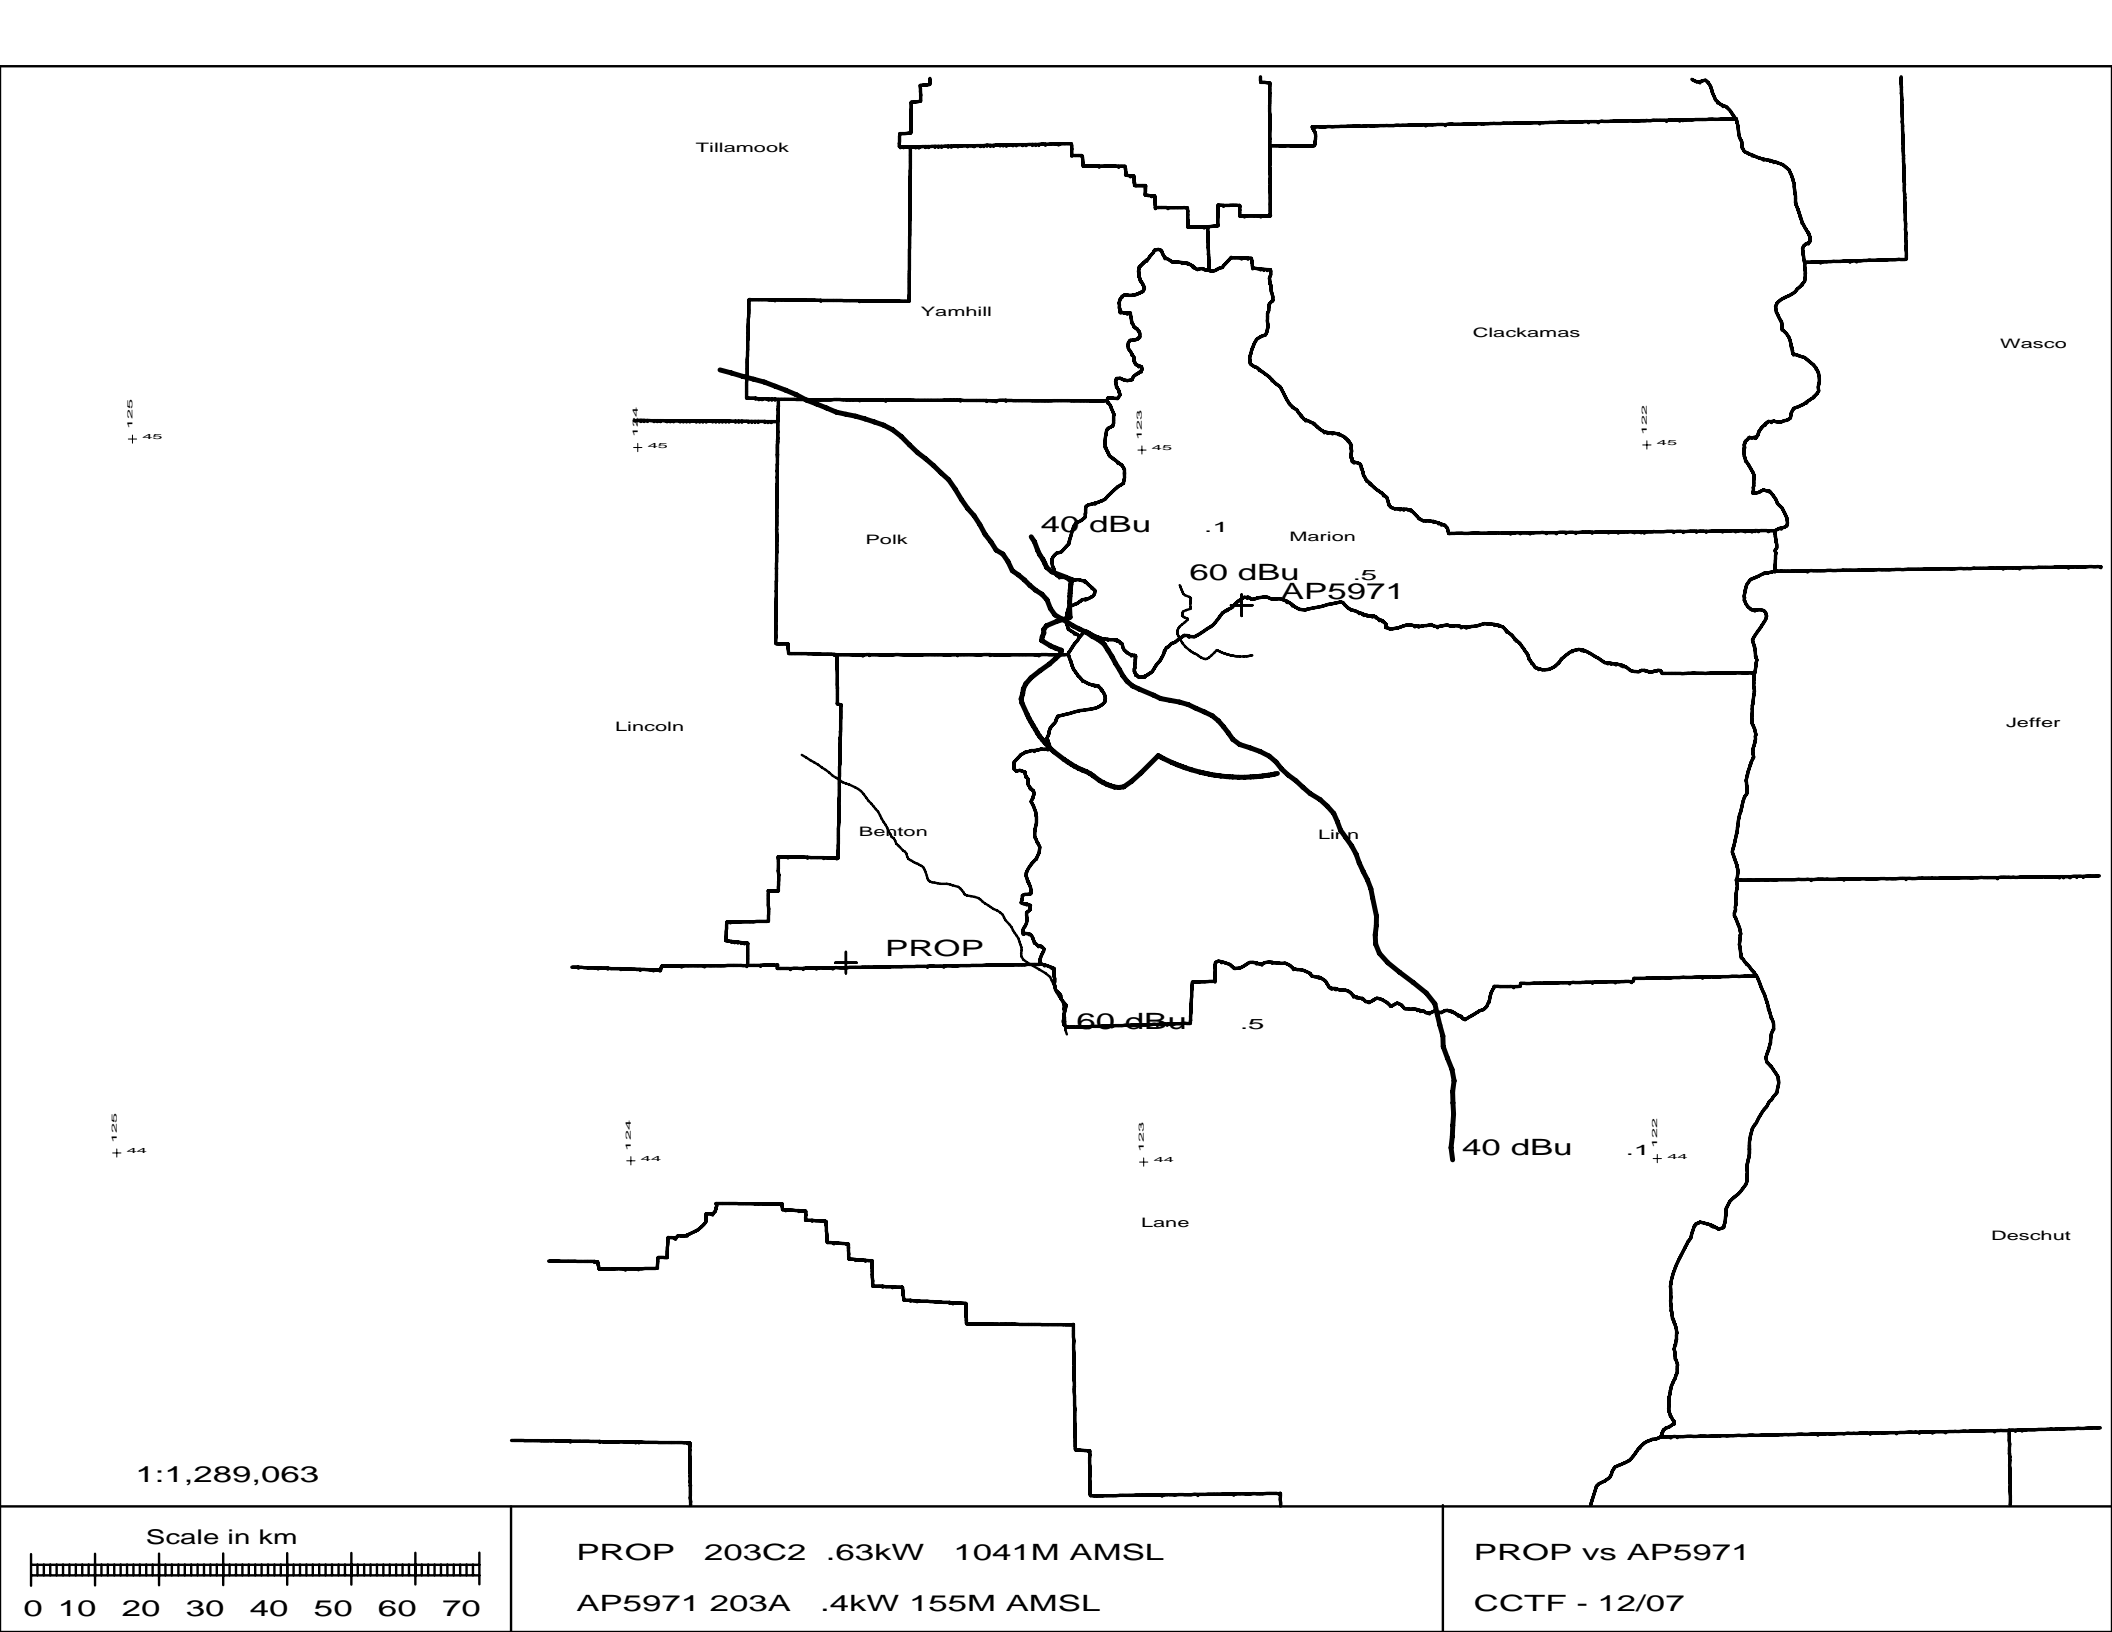 Tillamook
Yamhill
Clackamas
Wasco
125
+ 45
124
+ 45
123
+ 45
122
+ 45
40 dBu .1
Polk
Marion
60 dBu .5
AP5971
Lincoln
Jeffer
Benton
Linn
PROP
60 dBu .5
125
+ 44
124
+ 44
123
+ 44
40 dBu .1
122
+ 44
Lane
Deschut
1:1,289,063
Scale in km
0 10 20 30 40 50 60 70
PROP 203C2 .63kW 1041M AMSL
AP5971 203A .4kW 155M AMSL
PROP vs AP5971
CCTF - 12/07